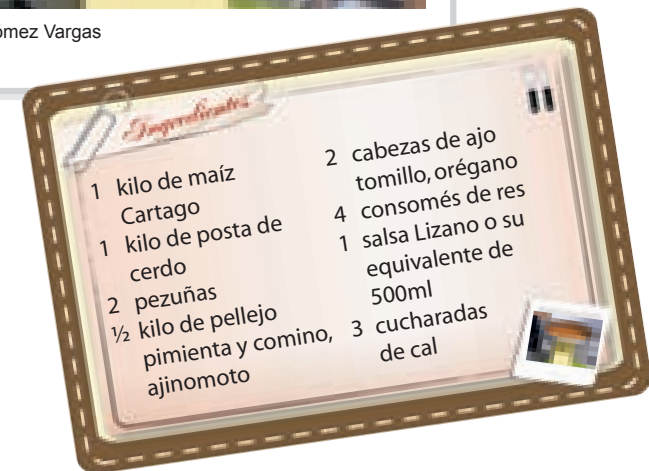 ómez Vargas
Ingredientes
1 kilo de maíz
Cartago
1 kilo de posta de
cerdo
2 pezuñas
½ kilo de pellejo
pimienta y comino,
ajinomoto
2 cabezas de ajo
tomillo, orégano
4 consomés de res
1 salsa Lizano o su
equivalente de
500ml
3 cucharadas
de cal